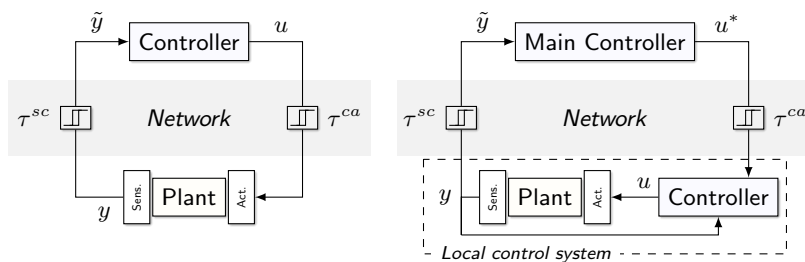 ỹ
Controller
u
τ^{sc}
Network
τ^{ca}
y
Sens.
Plant
Act.
ỹ
Main Controller
u*
τ^{sc}
Network
τ^{ca}
y
Sens.
Plant
Act.
u
Controller
Local control system